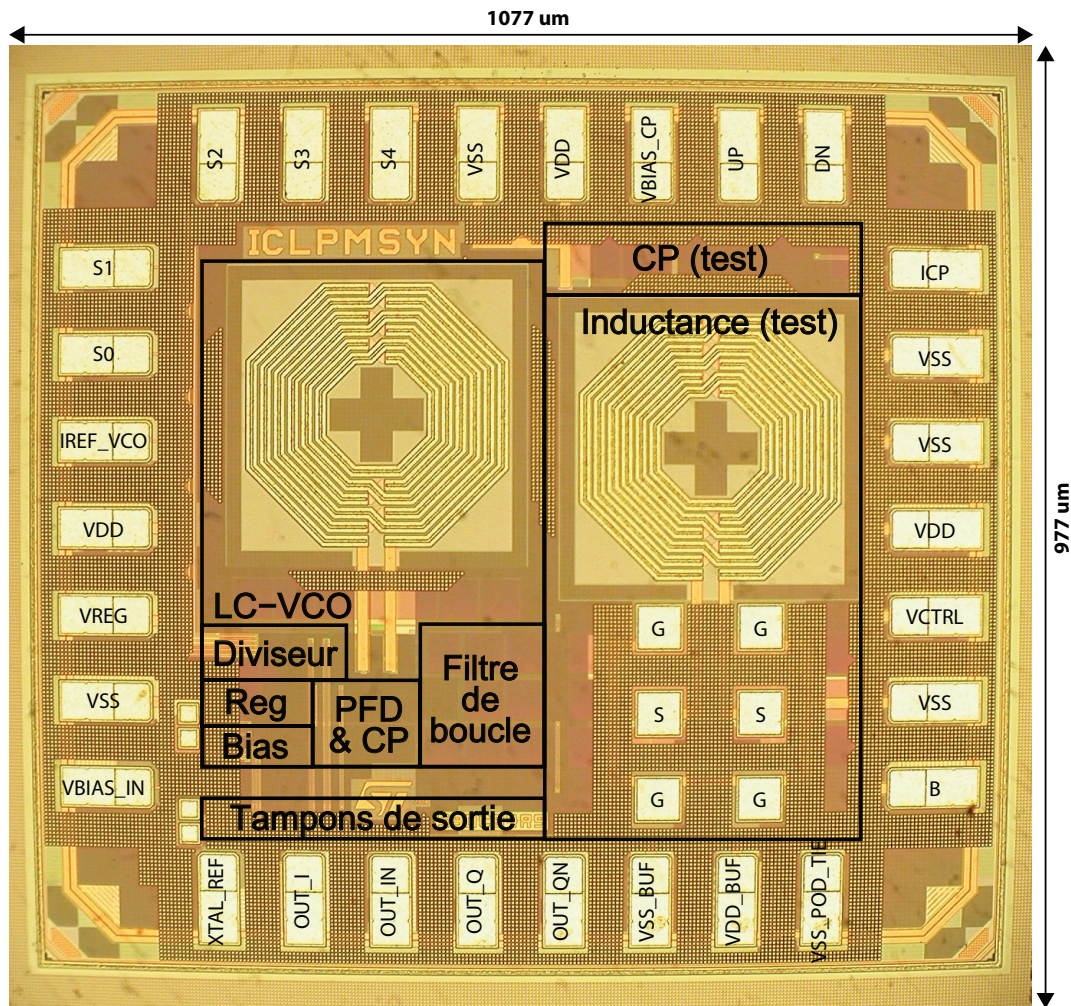 1077 um
S2
S3
S4
VSS
VDD
VBIAS_CP
UP
DN
ICLPMSYN
CP (test)
S1
ICP
Inductance (test)
S0
VSS
IREF_VCO
VSS
977 um
VDD
VDD
LC-VCO
VREG
VCTRL
G
G
Diviseur
Filtre
de
boucle
Reg
PFD
& CP
VSS
S
S
VSS
Bias
VBIAS_IN
G
G
B
ST
Tampons de sortie
XTAL_REF
OUT_I
OUT_IN
OUT_Q
OUT_QN
VSS_BUF
VDD_BUF
VSS_POD_TIE